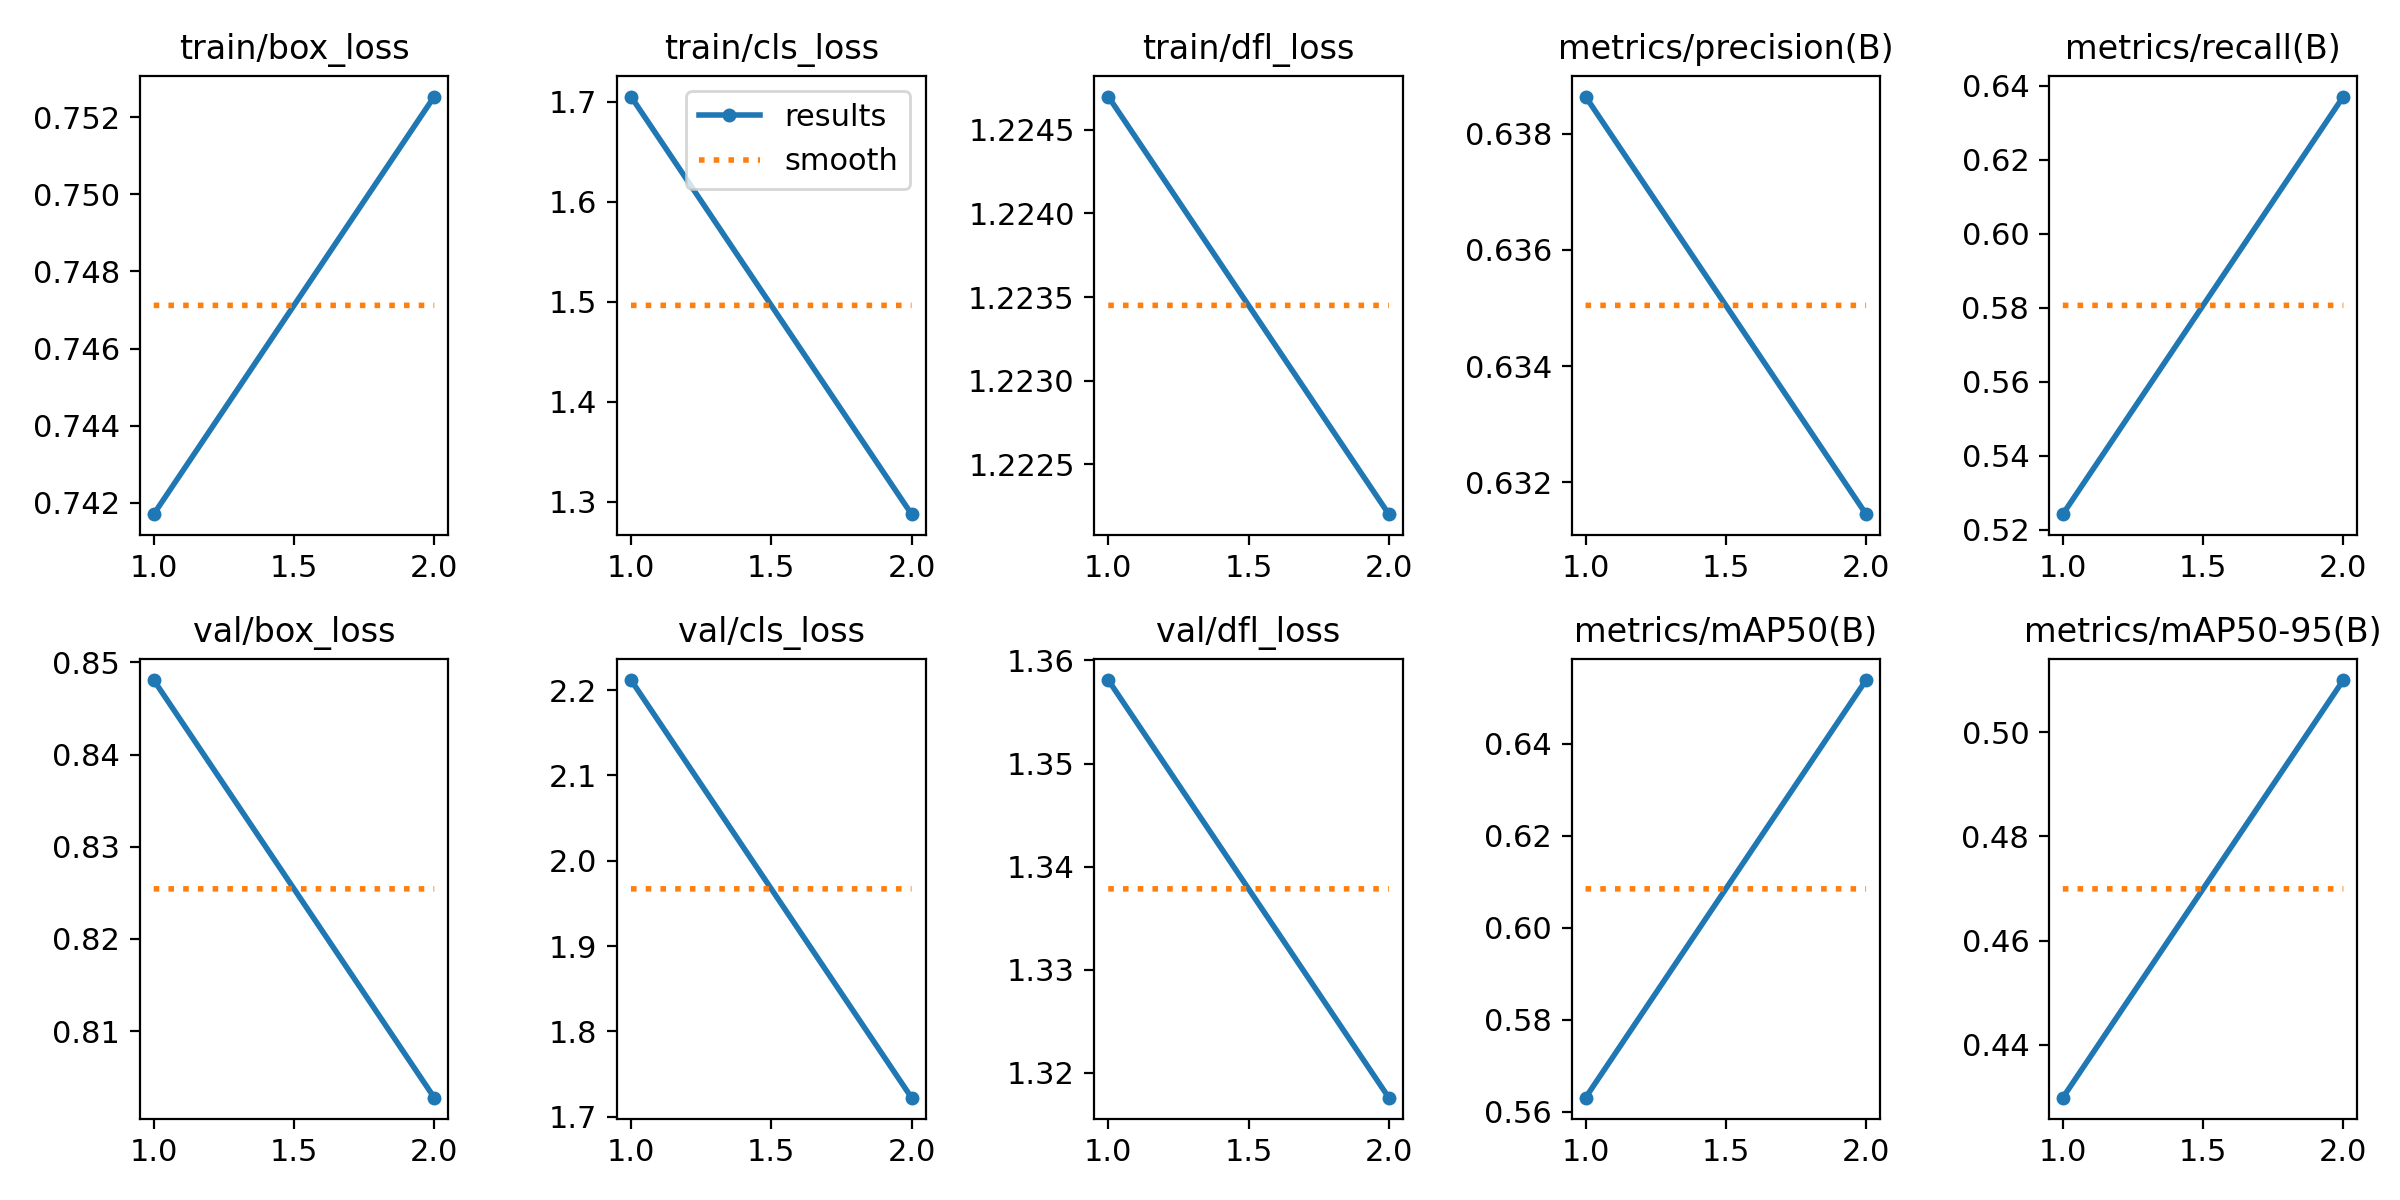 train/box_loss
0.752
0.750
0.748
0.746
0.744
0.742
1.0 1.5 2.0
train/cls_loss
results
smooth
1.7
1.6
1.5
1.4
1.3
1.0 1.5 2.0
train/dfl_loss
1.2245
1.2240
1.2235
1.2230
1.2225
1.0 1.5 2.0
metrics/precision(B)
0.638
0.636
0.634
0.632
1.0 1.5 2.0
metrics/recall(B)
0.64
0.62
0.60
0.58
0.56
0.54
0.52
1.0 1.5 2.0
val/box_loss
0.85
0.84
0.83
0.82
0.81
1.0 1.5 2.0
val/cls_loss
2.2
2.1
2.0
1.9
1.8
1.7
1.0 1.5 2.0
val/dfl_loss
1.36
1.35
1.34
1.33
1.32
1.0 1.5 2.0
metrics/mAP50(B)
0.64
0.62
0.60
0.58
0.56
1.0 1.5 2.0
metrics/mAP50-95(B)
0.50
0.48
0.46
0.44
1.0 1.5 2.0